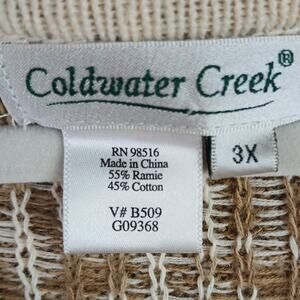 Coldwater Creek®
RN 98516
Made in China
55% Ramie
45% Cotton
V# B509
G09368
3X